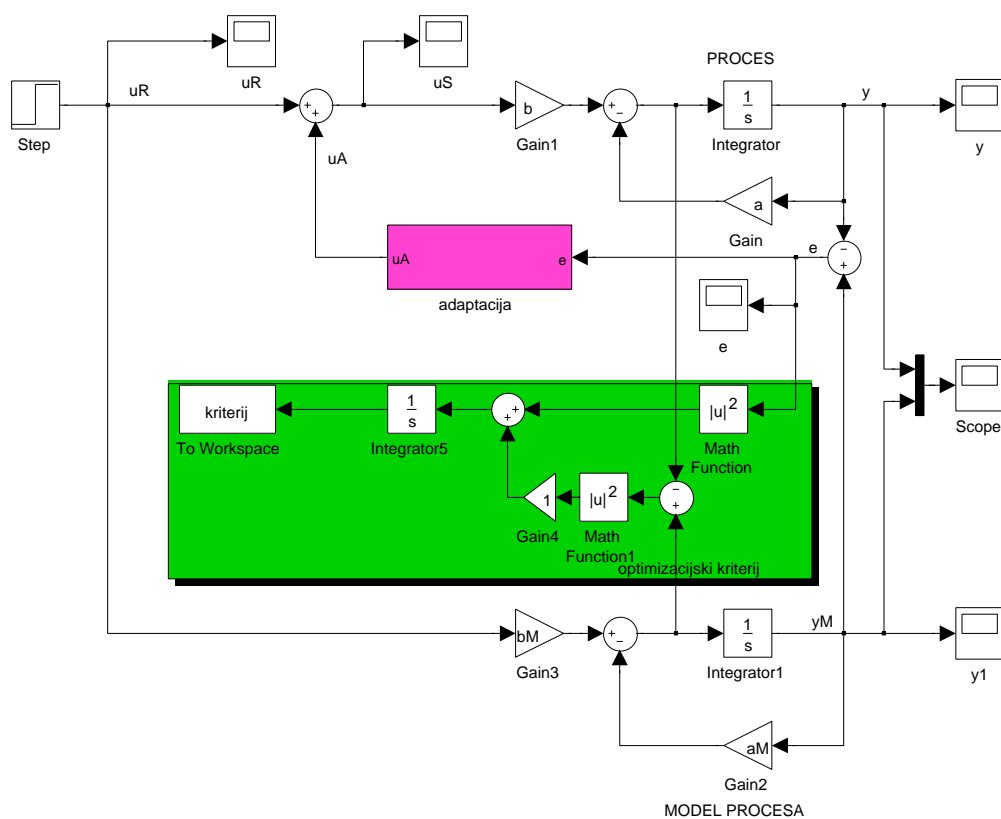 PROCES
uR
uR
uS
b
1
s
y
y
Step
+
+
+
−
Gain1
Integrator
uA
a
Gain
e
−
+
uA
e
adaptacija
e
kriterij
To Workspace
1
s
Integrator5
+
+
|u|2
Math
Function
Scope
−
+
1
Gain4
|u|2
Math
Function1
optimizacijski kriterij
bM
Gain3
+
−
1
s
Integrator1
yM
y1
aM
Gain2
MODEL PROCESA